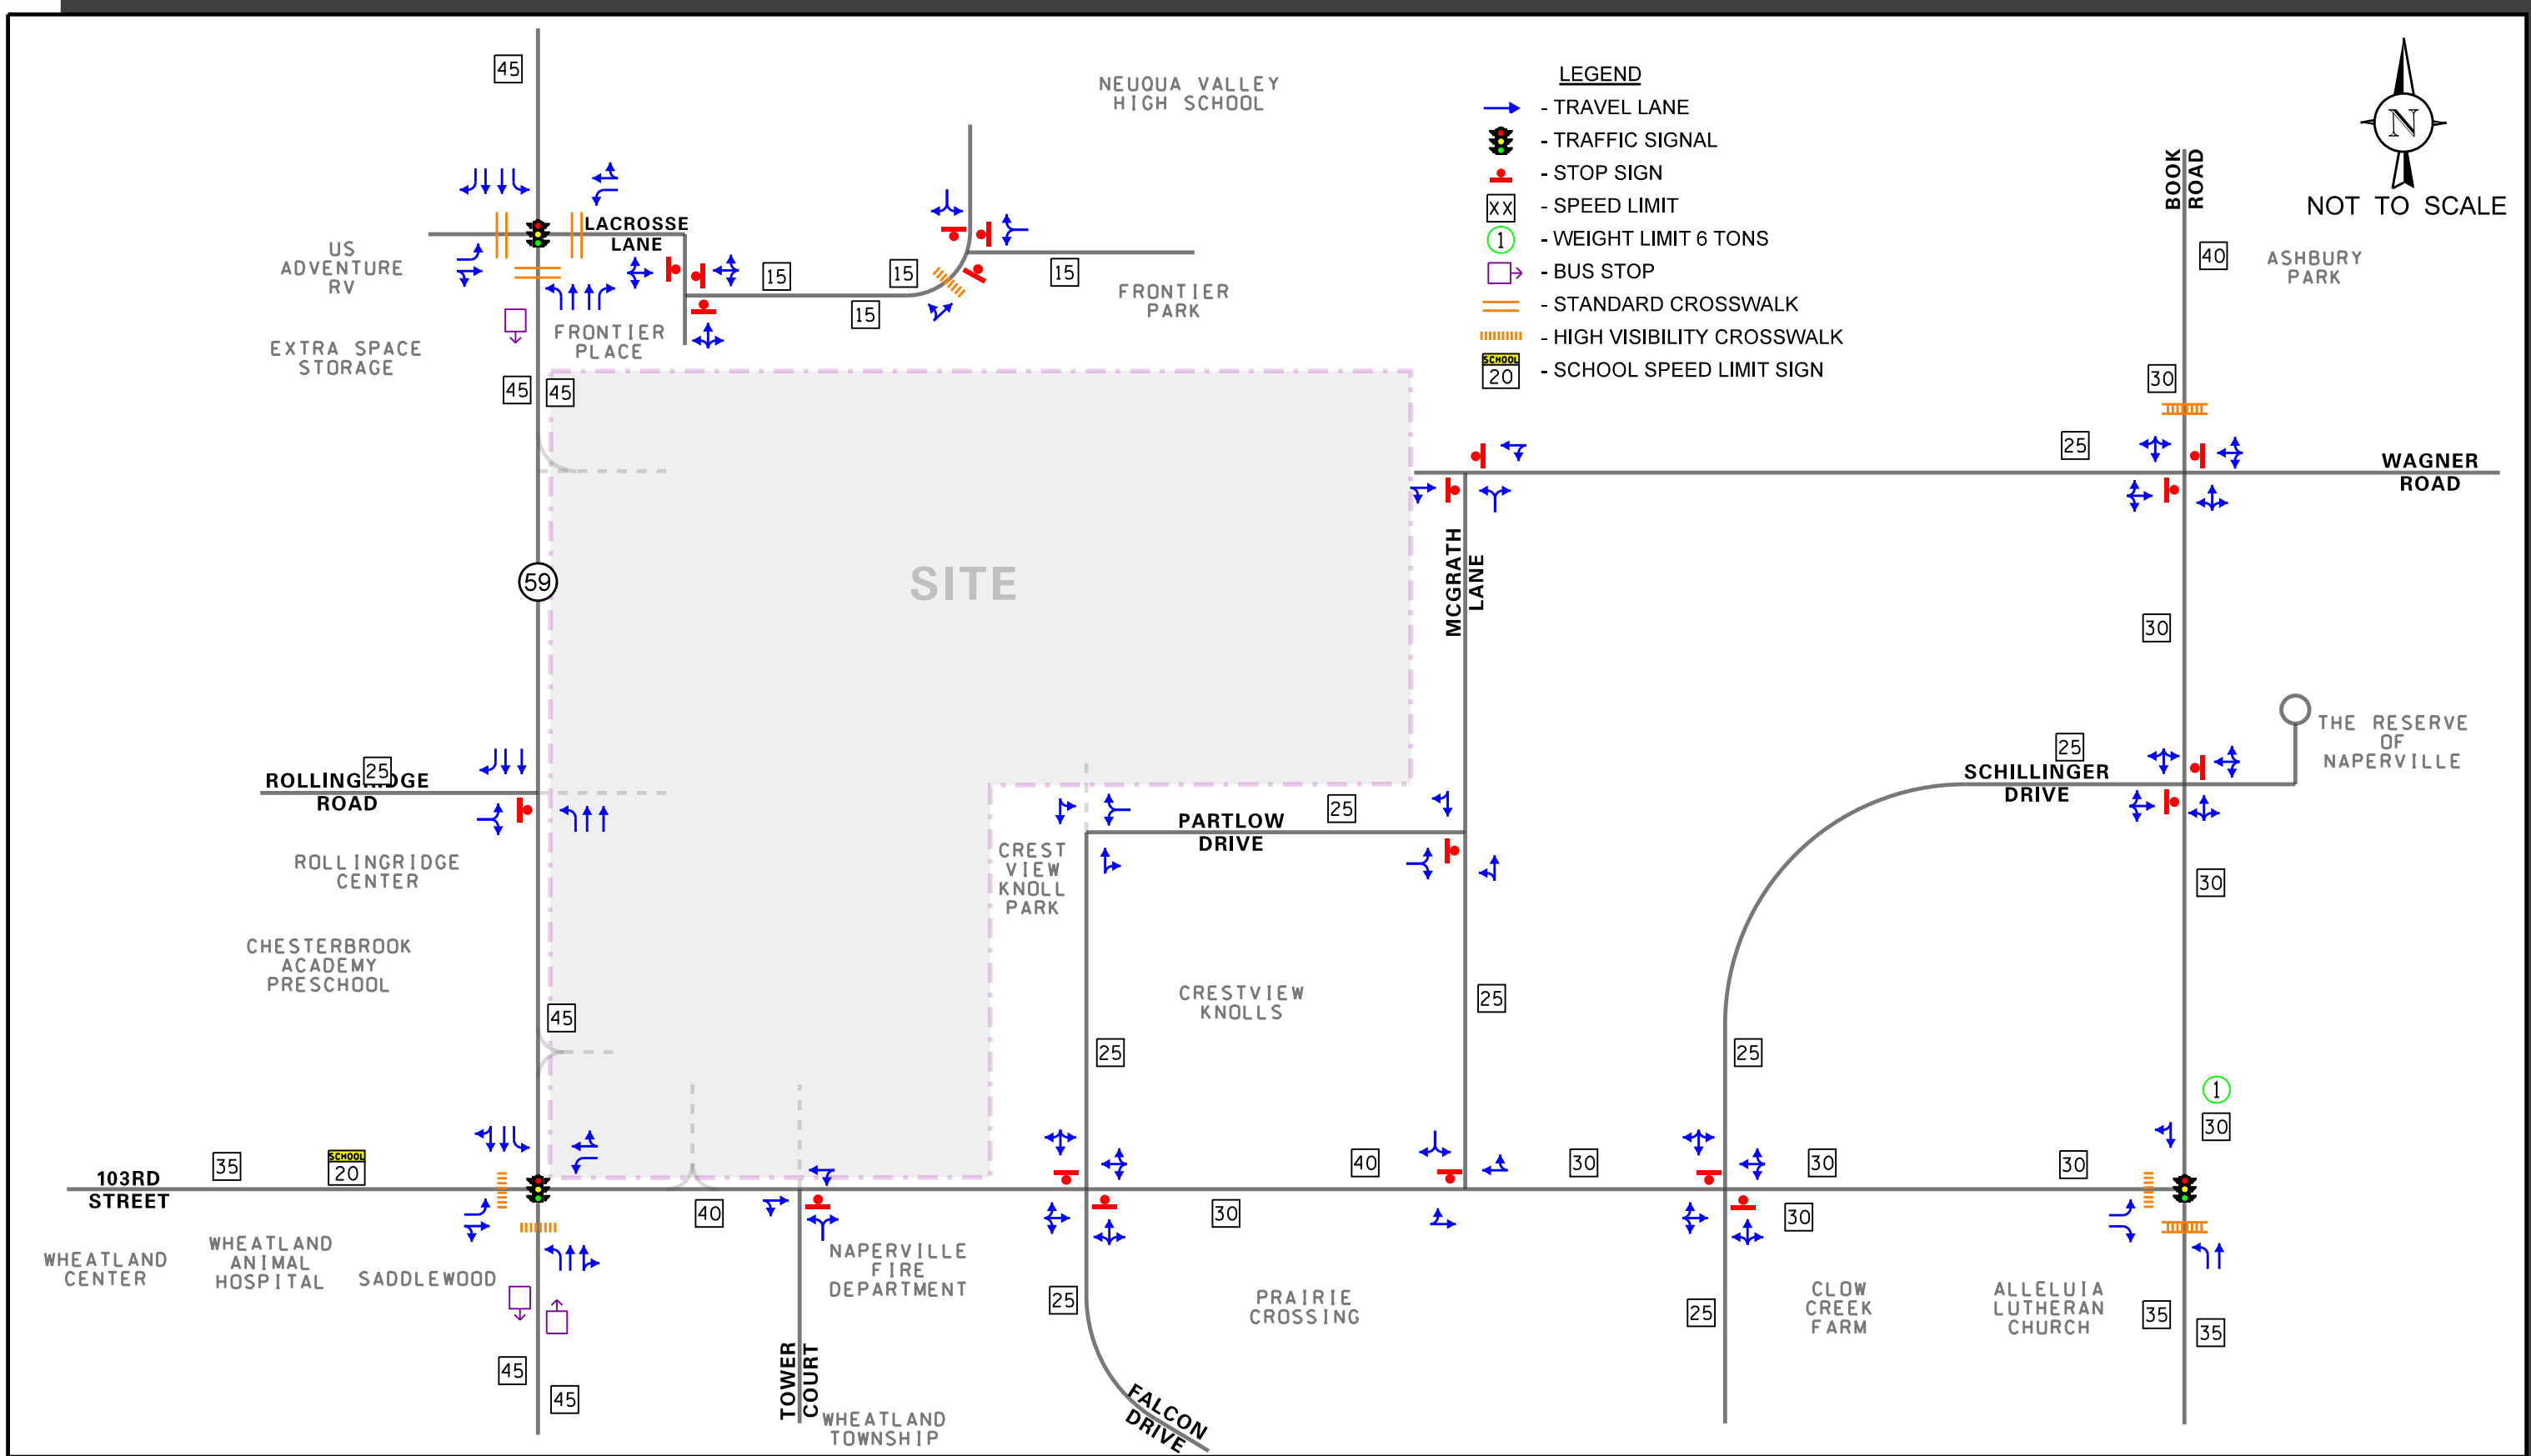 45
NEUQUA VALLEY
HIGH SCHOOL
LEGEND
- TRAVEL LANE
- TRAFFIC SIGNAL
- STOP SIGN
XX - SPEED LIMIT
1 - WEIGHT LIMIT 6 TONS
- BUS STOP
- STANDARD CROSSWALK
- HIGH VISIBILITY CROSSWALK
SCHOOL
20 - SCHOOL SPEED LIMIT SIGN
N
NOT TO SCALE
BOOK
ROAD
40
ASHBURY
PARK
LACROSSE
LANE
US
ADVENTURE
RV
15
15
15
15
FRONTIER
PARK
EXTRA SPACE
STORAGE
FRONTIER
PLACE
45
45
30
25
WAGNER
ROAD
59
SITE
MCGRATH
LANE
30
25
ROLLINGRIDGE
ROAD
THE RESERVE
OF
NAPERVILLE
25
SCHILLINGER
DRIVE
25
PARTLOW
DRIVE
ROLLINGRIDGE
CENTER
CREST
VIEW
KNOLL
PARK
30
CHESTERBROOK
ACADEMY
PRESCHOOL
CRESTVIEW
KNOLLS
25
45
25
25
1
30
103RD
STREET
35
SCHOOL
20
40
30
30
30
40
30
30
WHEATLAND
CENTER
WHEATLAND
ANIMAL
HOSPITAL
SADDLEWOOD
NAPERVILLE
FIRE
DEPARTMENT
25
PRAIRIE
CROSSING
25
CLOW
CREEK
FARM
ALLELUIA
LUTHERAN
CHURCH
35
35
45
45
TOWER
COURT
WHEATLAND
TOWNSHIP
FALCON
DRIVE